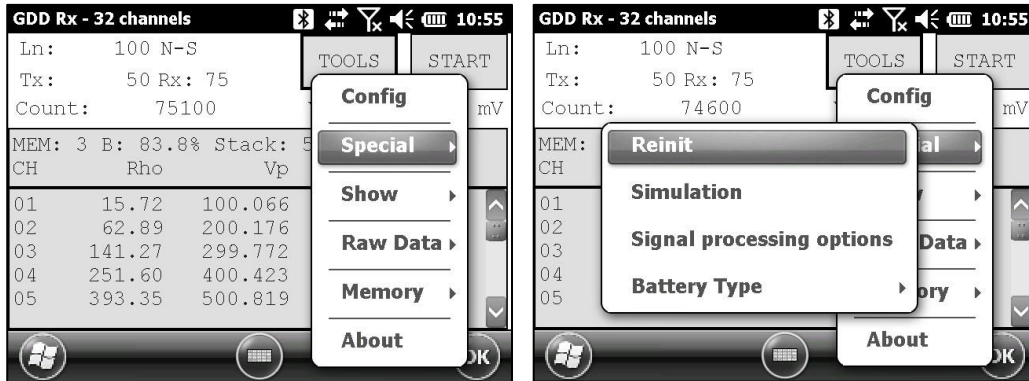 GDD Rx - 32 channels 10:55
Ln: 100 N-S
TOOLS START
Tx: 50 Rx: 75
Count: 75100 mV
MEM: 3 B: 83.8% Stack: 5
CH Rho Vp
01 15.72 100.066
02 62.89 200.176
03 141.27 299.772
04 251.60 400.423
05 393.35 500.819
Config
Special
Show
Raw Data
Memory
About
GDD Rx - 32 channels 10:55
Ln: 100 N-S
TOOLS START
Tx: 50 Rx: 75
Count: 74600 mV
MEM:
CH
01
02
03
04
05
Config
Reinit
Simulation
Signal processing options
Battery Type
Data
About
OK